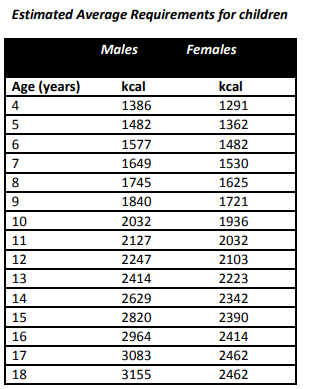 Estimated Average Requirements for children
Males Females
Age (years) kcal kcal
4 1386 1291
5 1482 1362
6 1577 1482
7 1649 1530
8 1745 1625
9 1840 1721
10 2032 1936
11 2127 2032
12 2247 2103
13 2414 2223
14 2629 2342
15 2820 2390
16 2964 2414
17 3083 2462
18 3155 2462